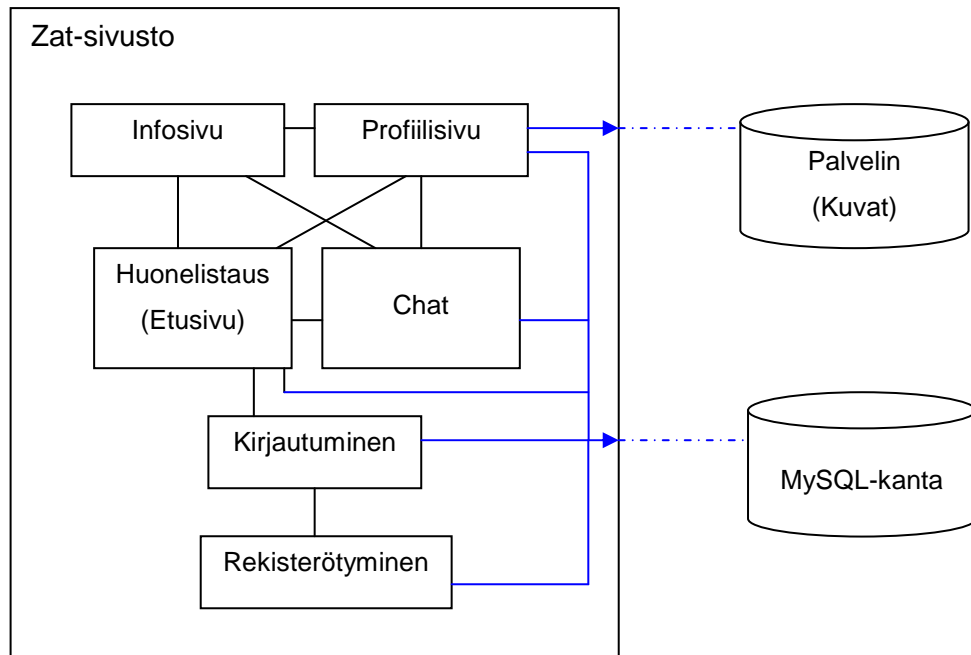 Zat-sivusto
Infosivu
Profiilisivu
Palvelin
(Kuvat)
Huonelistaus
(Etusivu)
Chat
Kirjautuminen
MySQL-kanta
Rekisterötyminen